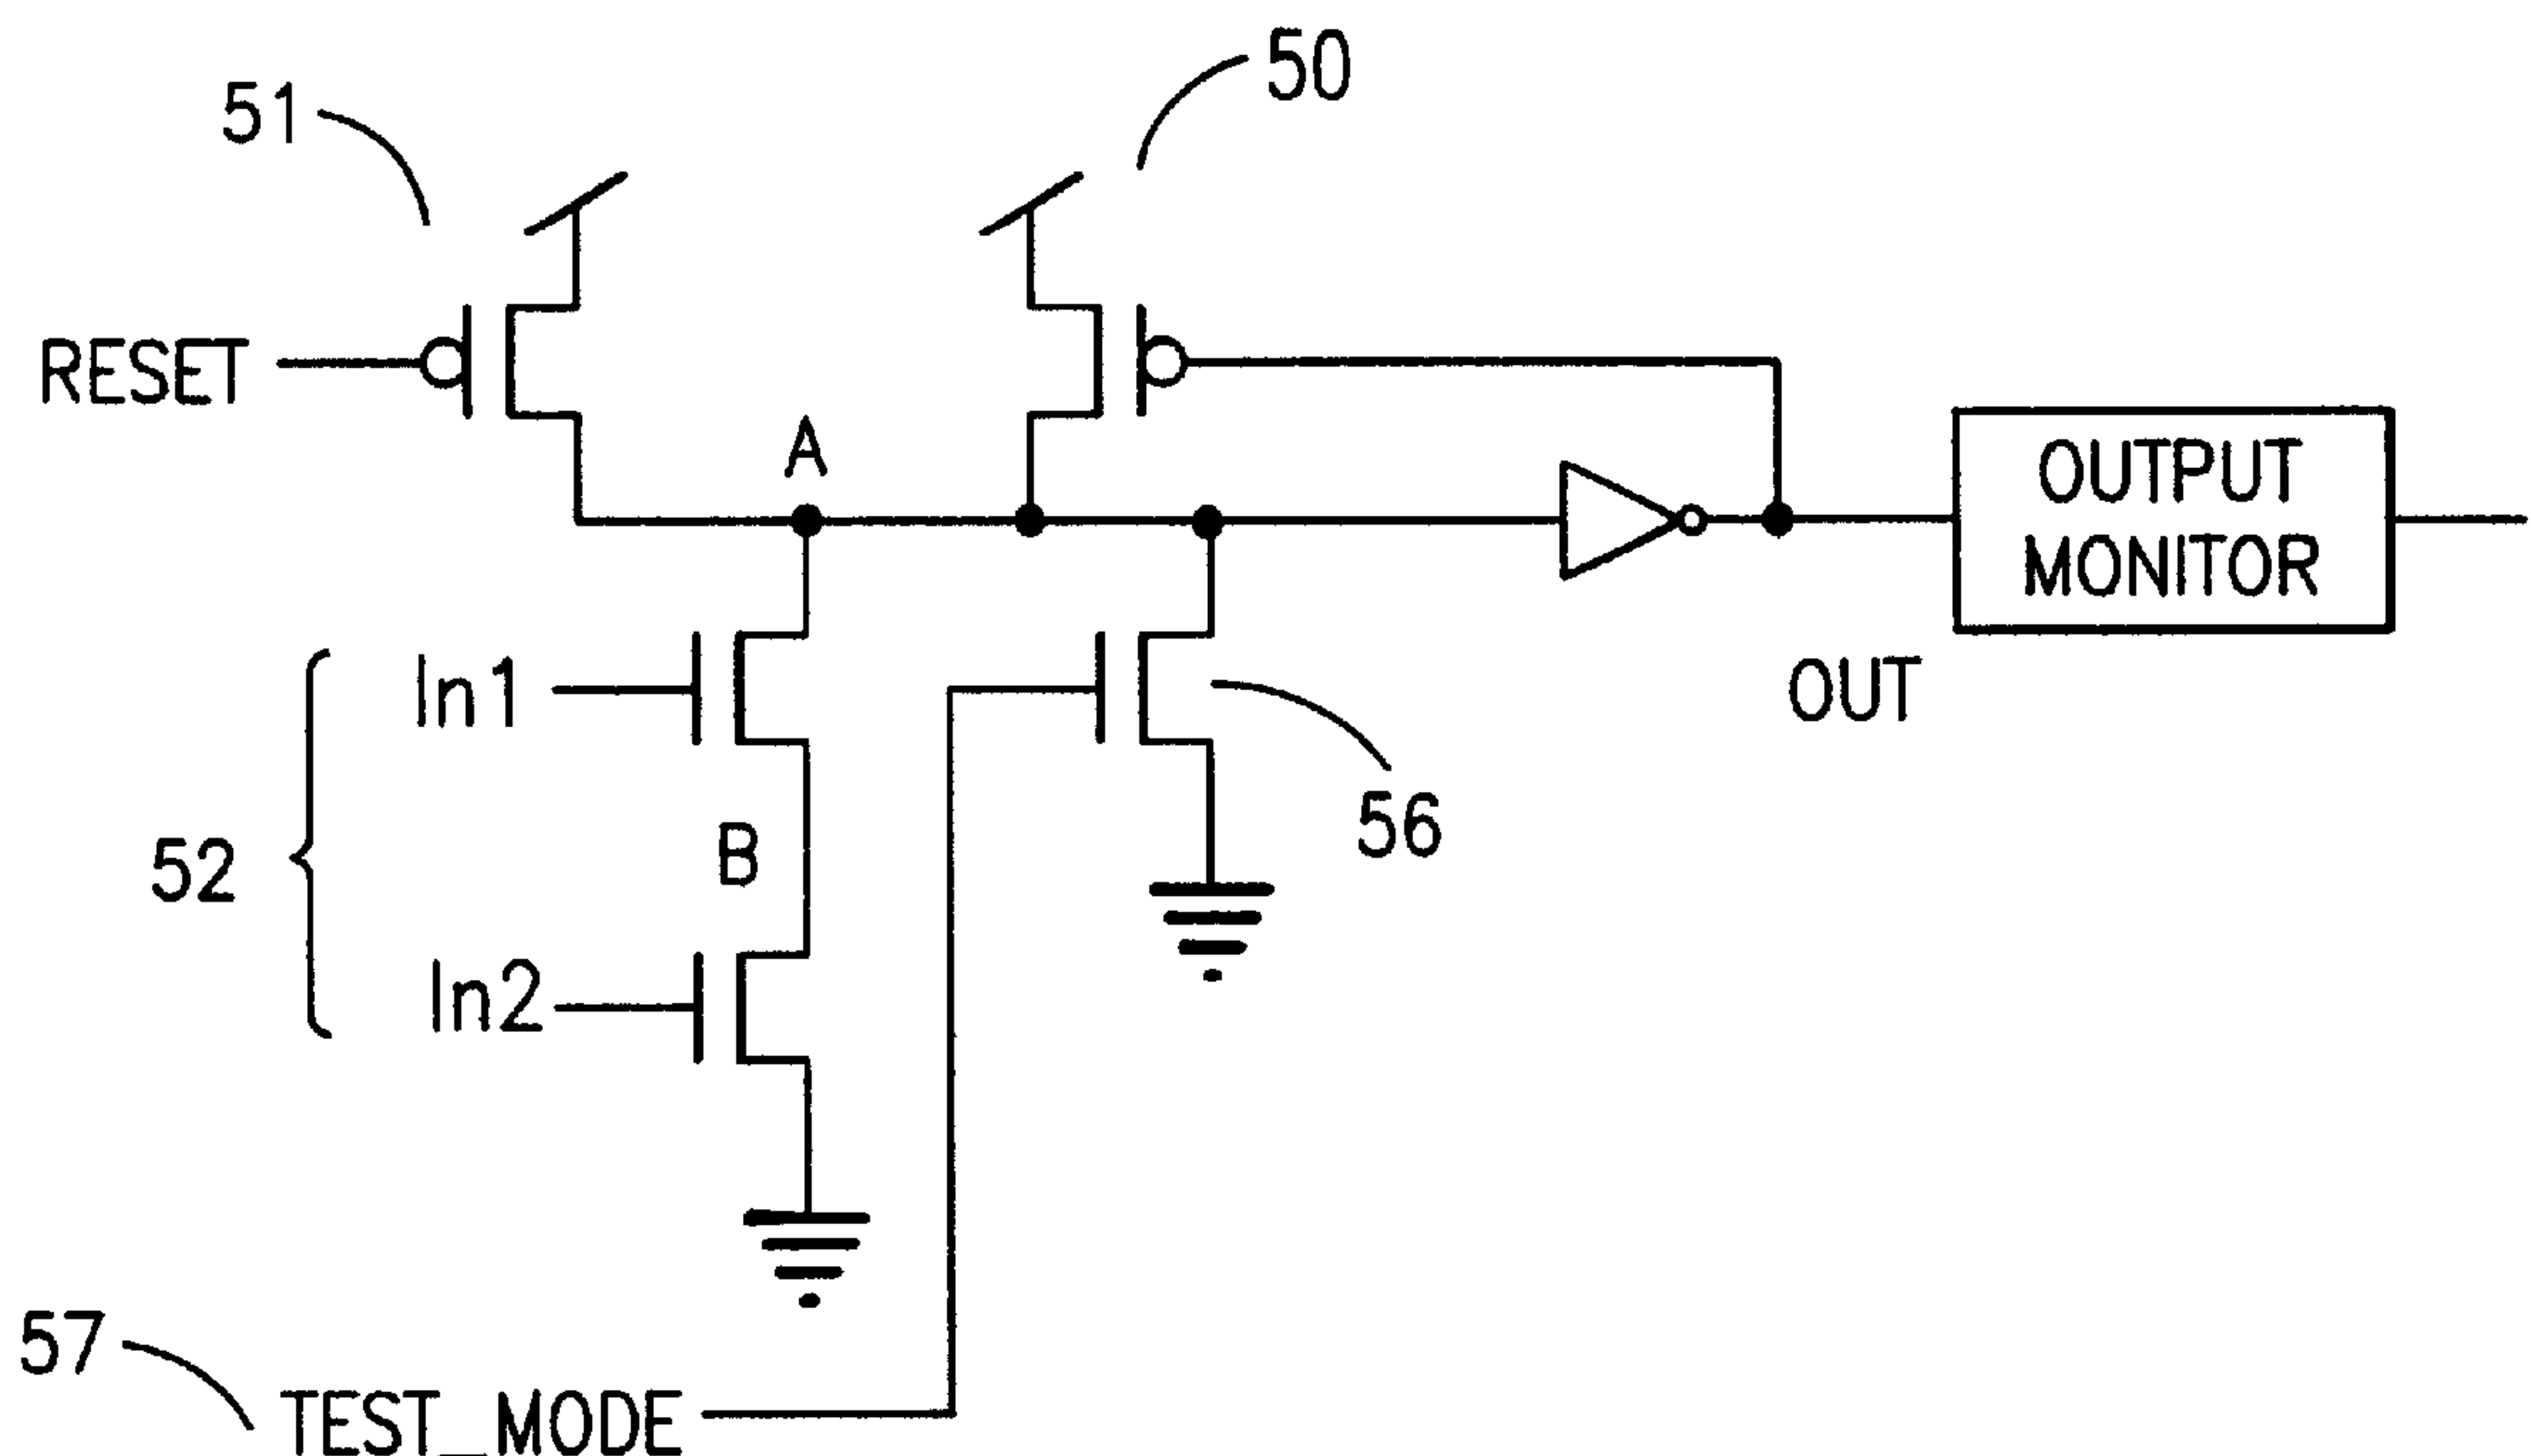 50
51
RESET
A
OUTPUT
MONITOR
In1
OUT
52
B
56
In2
57
TEST_MODE